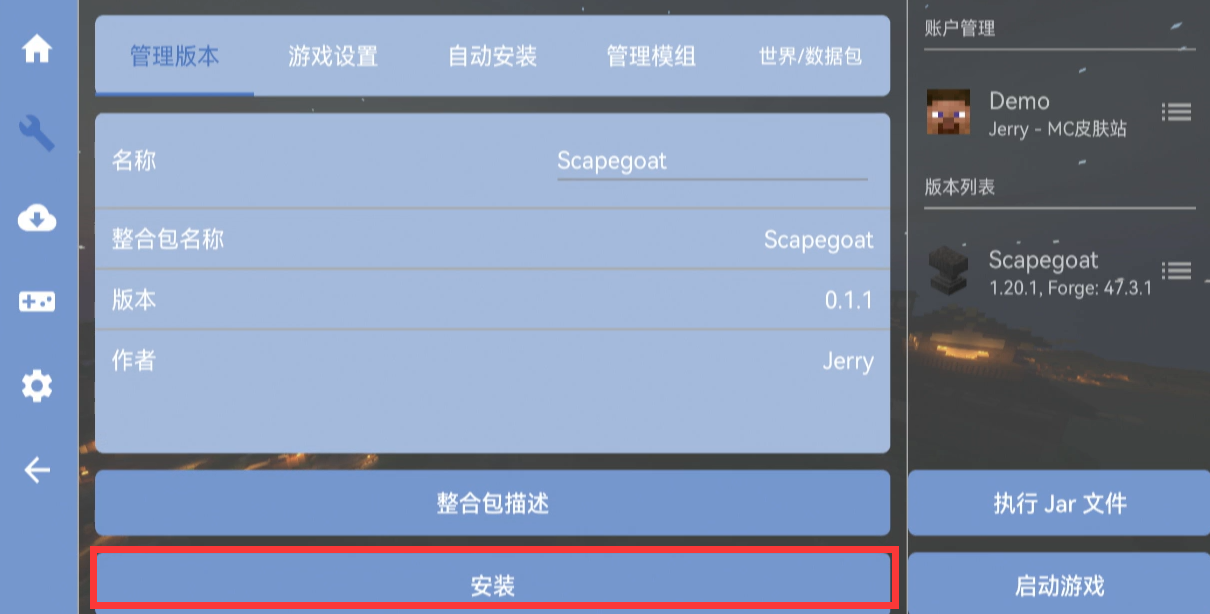 管理版本 游戏设置 自动安装 管理模组 世界/数据包
名称 Scapegoat
整合包名称 Scapegoat
版本 0.1.1
作者 Jerry
整合包描述
安装
账户管理
Demo
Jerry - MC皮肤站
版本列表
Scapegoat
1.20.1, Forge: 47.3.1
执行 Jar 文件
启动游戏